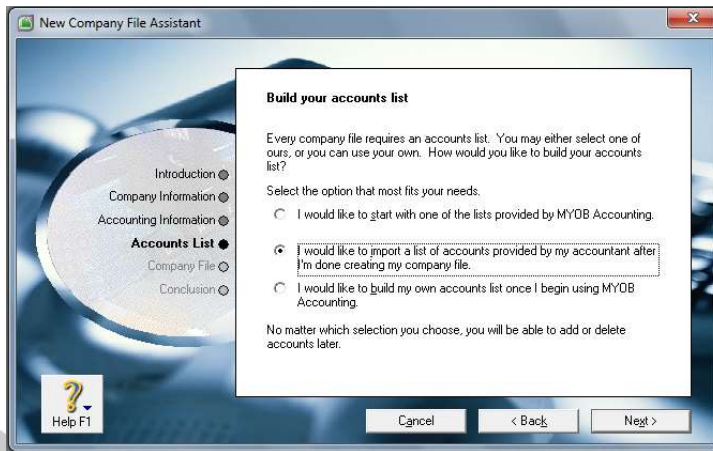 New Company File Assistant
Build your accounts list
Every company file requires an accounts list. You may either select one of
ours, or you can use your own. How would you like to build your accounts
list?
Select the option that most fits your needs.
I would like to start with one of the lists provided by MYOB Accounting.
I would like to import a list of accounts provided by my accountant after
I'm done creating my company file.
I would like to build my own accounts list once I begin using MYOB
Accounting.
No matter which selection you choose, you will be able to add or delete
accounts later.
Introduction
Company Information
Accounting Information
Accounts List
Company File
Conclusion
Help F1
Cancel
< Back
Next >